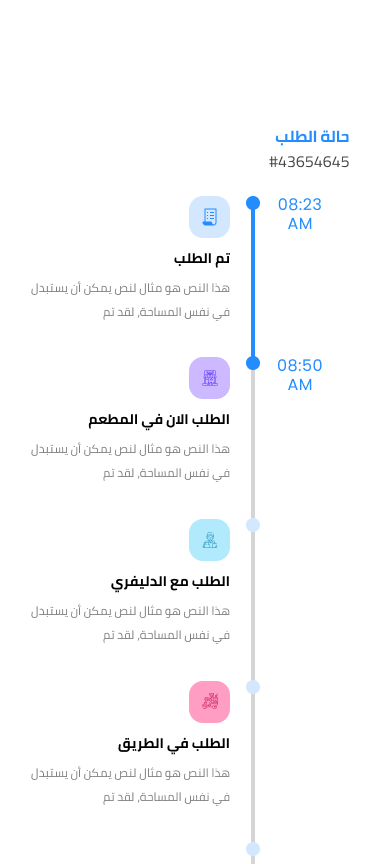 حالة الطلب
#43654645
08:23
AM
تم الطلب
هذا النص هو مثال لنص يمكن أن يستبدل
في نفس المساحة، لقد تم
08:50
AM
الطلب الان في المطعم
هذا النص هو مثال لنص يمكن أن يستبدل
في نفس المساحة، لقد تم
الطلب مع الدليفري
هذا النص هو مثال لنص يمكن أن يستبدل
في نفس المساحة، لقد تم
الطلب في الطريق
هذا النص هو مثال لنص يمكن أن يستبدل
في نفس المساحة، لقد تم